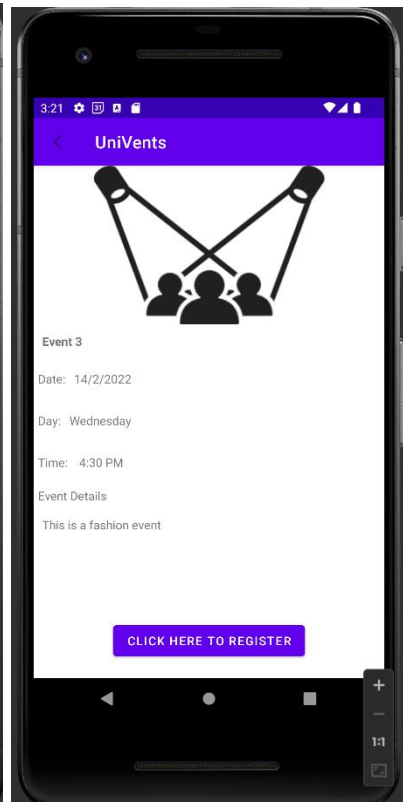 3:21
UniVents
Event 3
Date: 14/2/2022
Day: Wednesday
Time: 4:30 PM
Event Details
This is a fashion event
CLICK HERE TO REGISTER
1:1